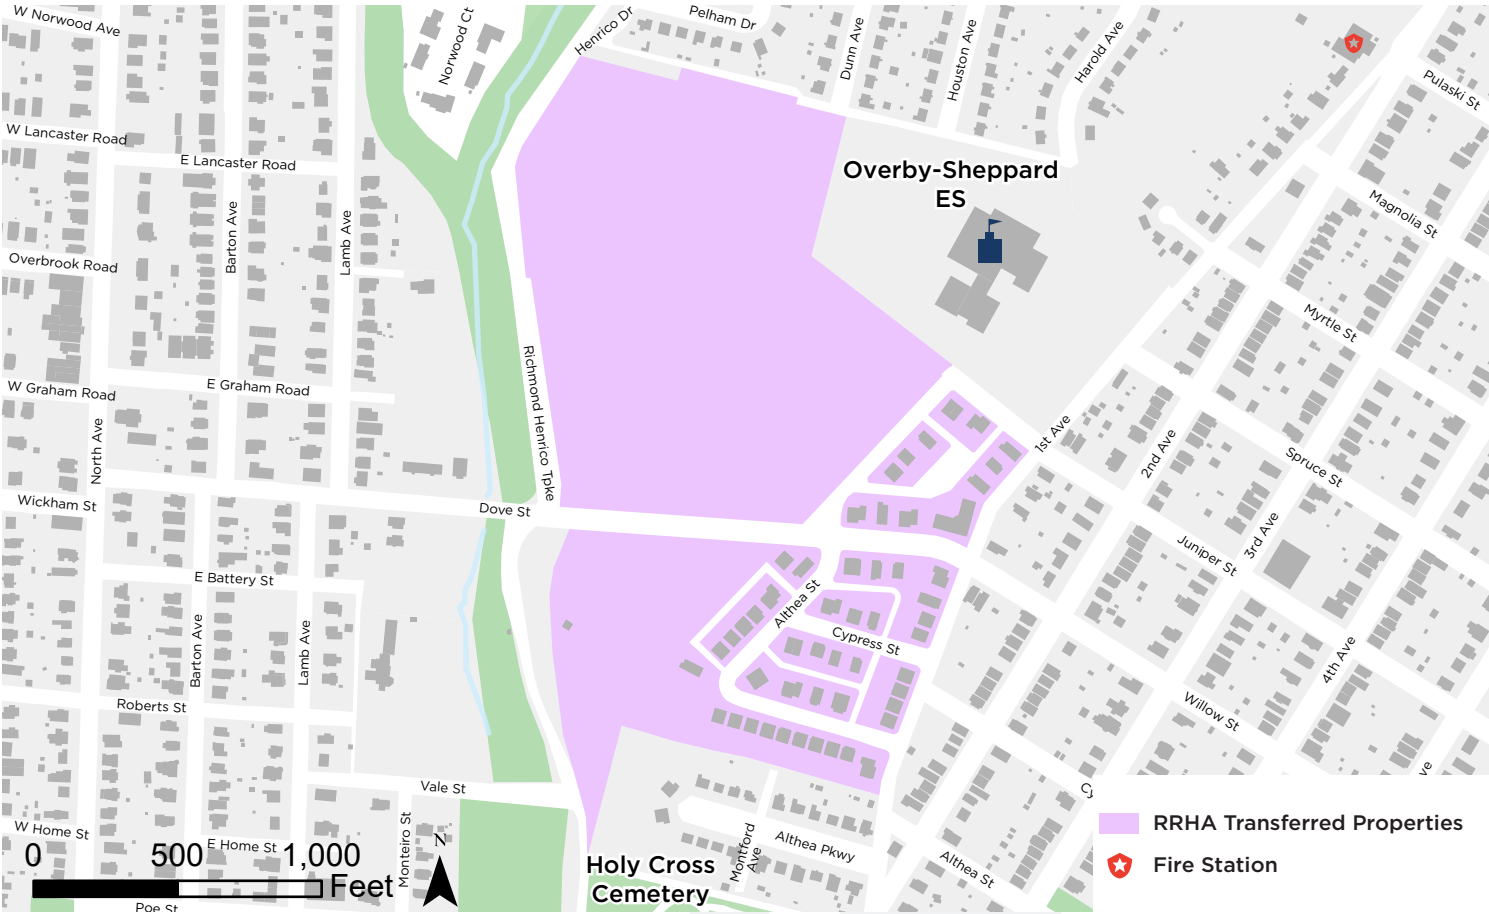 W Norwood Ave
Norwood Ct
Henrico Dr
Pelham Dr
Dunn Ave
Houston Ave
Harold Ave
Pulaski St
W Lancaster Road
E Lancaster Road
Overby-Sheppard
ES
Magnolia St
Barton Ave
Lamb Ave
Overbrook Road
Myrtle St
W Graham Road
E Graham Road
Richmond Henrico Tpke
North Ave
1st Ave
2nd Ave
Spruce St
Wickham St
Dove St
3rd Ave
Juniper St
E Battery St
Althea St
Cypress St
Barton Ave
Lamb Ave
4th Ave
Roberts St
Willow St
Vale St
ve
Cy
W Home St
E Home St
Monteiro St
Montford
Ave
Althea Pkwy
Althea St
Holy Cross
Cemetery
0 500 1,000
Feet
N
Poe St
RRHA Transferred Properties
Fire Station